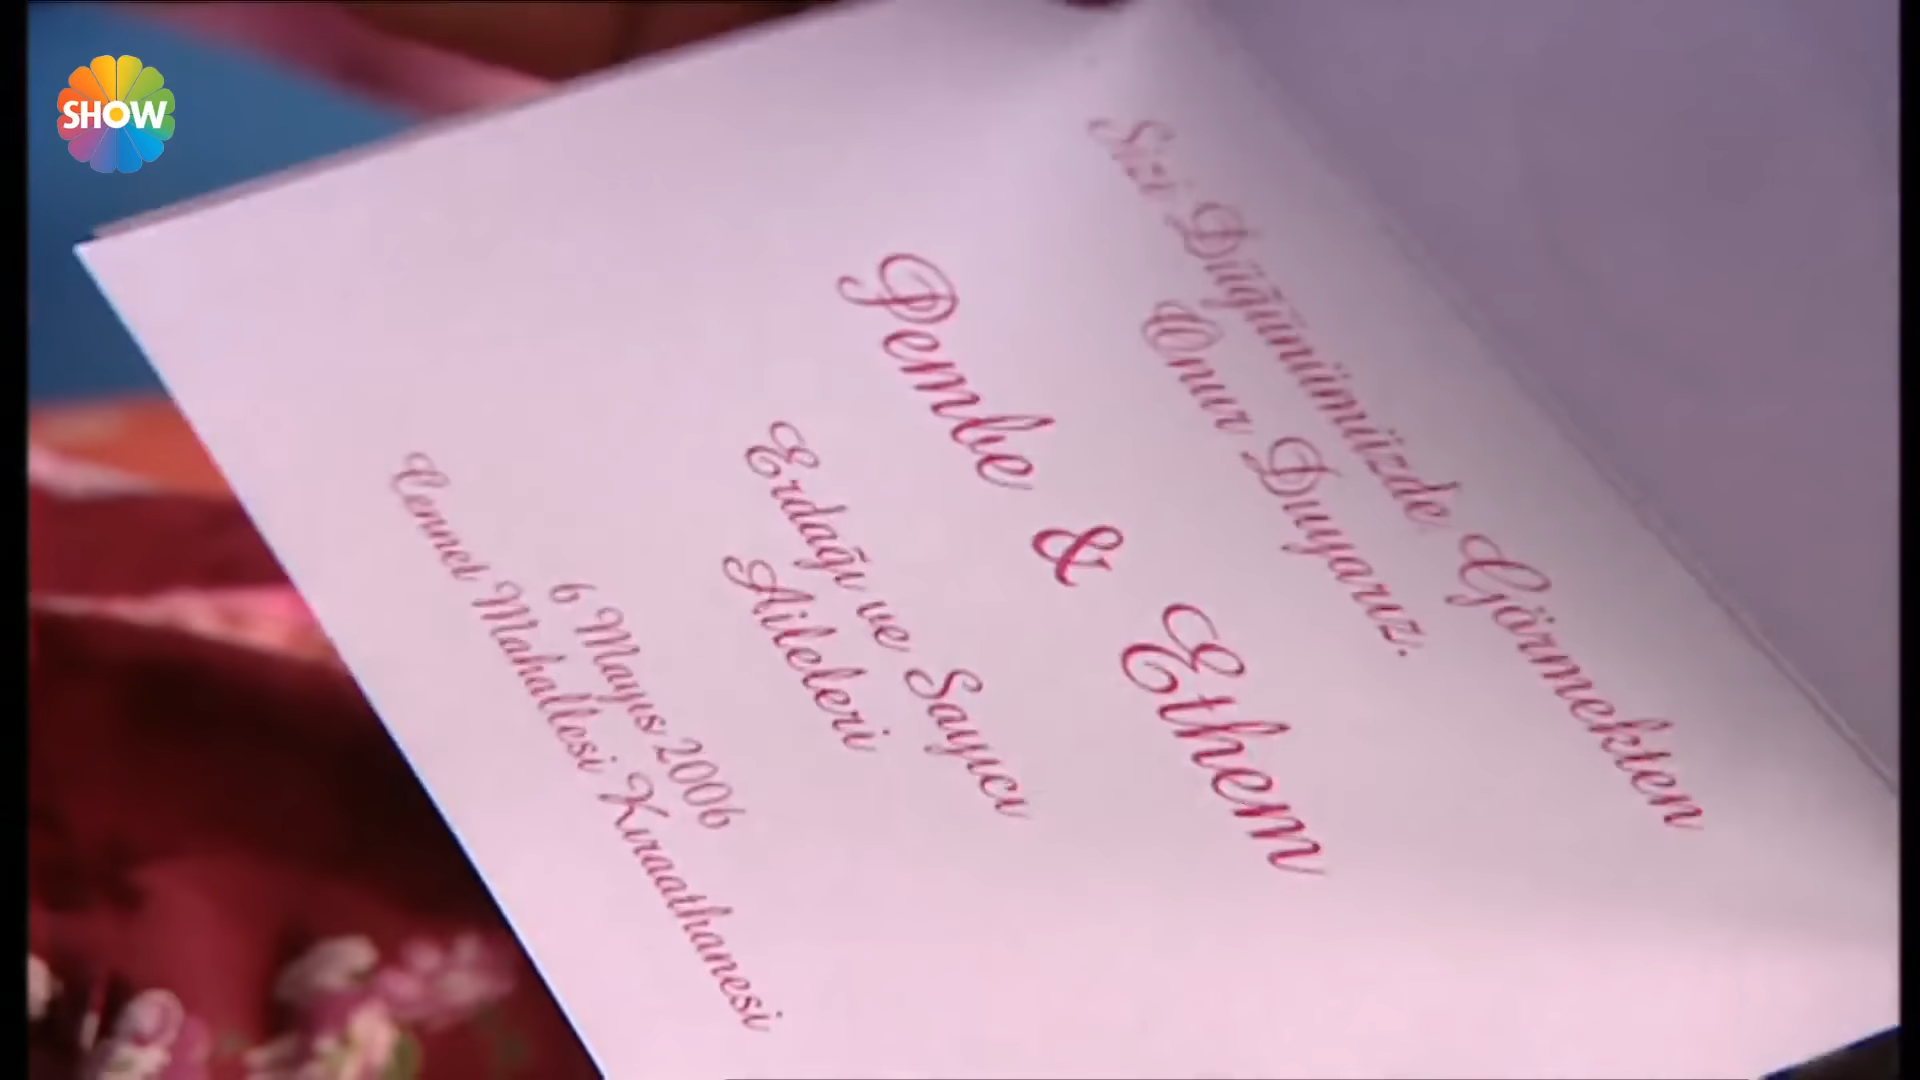 SHOW
Sizi Düğünümüzde Görmekten
Onur Duyarız.
Pembe & Ethem
Erdağı ve Sayıcı
Aileleri
6 Mayıs 2006
Cennet Mahallesi Kıraathanesi